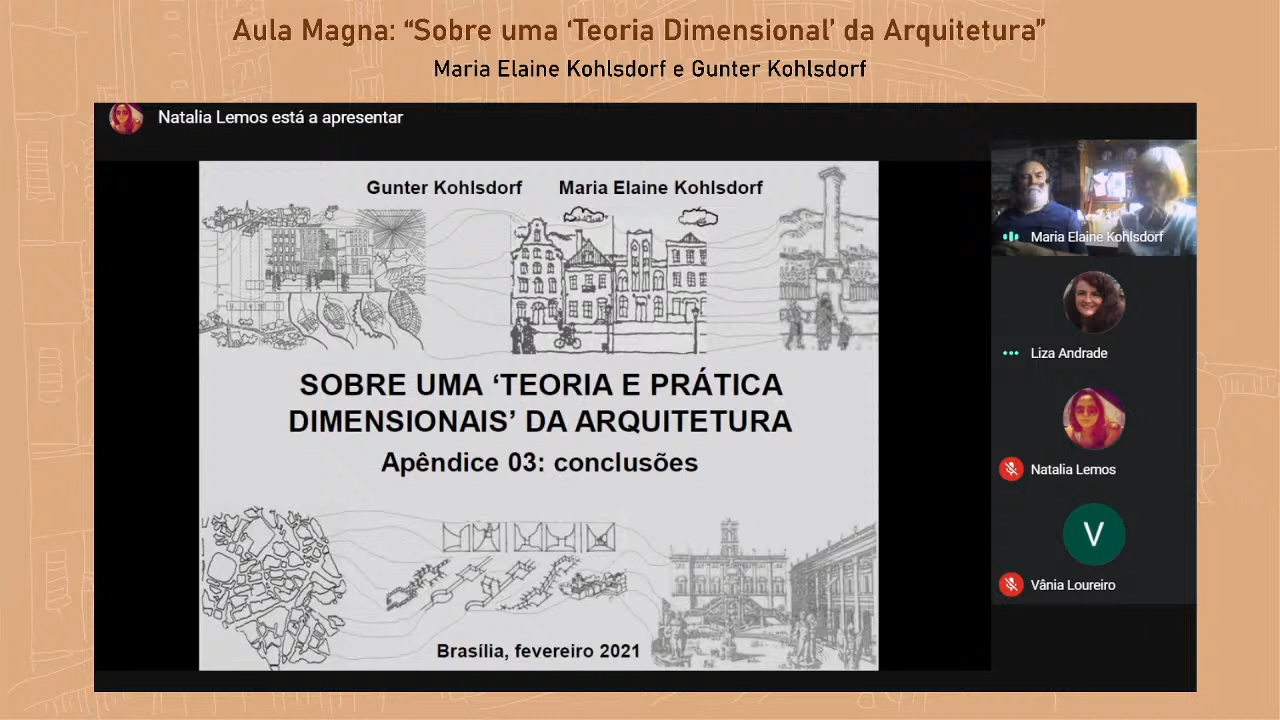 Aula Magna: “Sobre uma ‘Teoria Dimensional’ da Arquitetura”
Maria Elaine Kohlsdorf e Gunter Kohlsdorf
Natalia Lemos está a apresentar
Gunter Kohlsdorf Maria Elaine Kohlsdorf
SOBRE UMA ‘TEORIA E PRÁTICA
DIMENSIONAIS’ DA ARQUITETURA
Apêndice 03: conclusões
Brasília, fevereiro 2021
Maria Elaine Kohlsdorf
Liza Andrade
Natalia Lemos
V
Vânia Loureiro